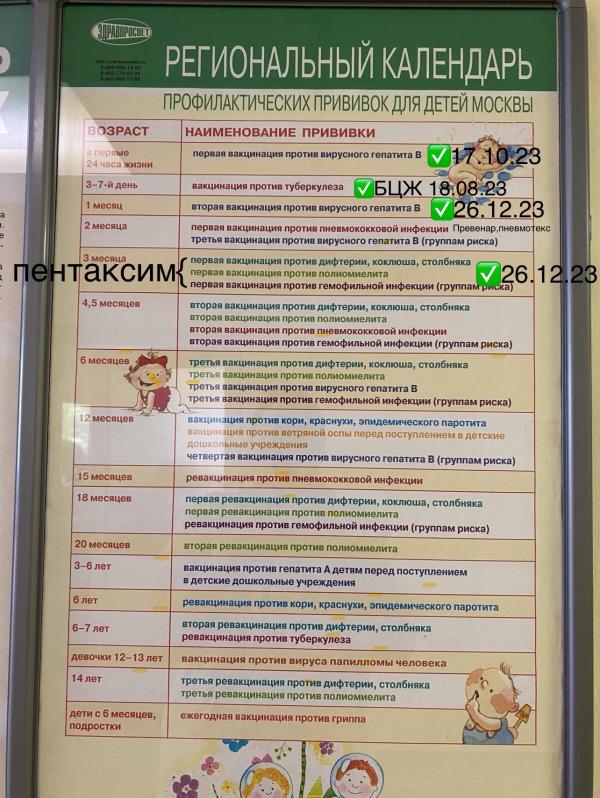 ЗДРАВПРОСВЕТ
РЕГИОНАЛЬНЫЙ КАЛЕНДАРЬ
ПРОФИЛАКТИЧЕСКИХ ПРИВИВОК ДЛЯ ДЕТЕЙ МОСКВЫ
ВОЗРАСТ НАИМЕНОВАНИЕ ПРИВИВКИ
в первые
24 часа жизни
первая вакцинация против вирусного гепатита В ✅17.10.23
3–7-й день вакцинация против туберкулеза ✅БЦЖ 18.08.23
1 месяц вторая вакцинация против вирусного гепатита В ✅26.12.23
2 месяца первая вакцинация против пневмококковой инфекции Превенар,пневмотекс
третья вакцинация против вирусного гепатита В (группам риска)
3 месяца первая вакцинация против дифтерии, коклюша, столбняка
пентаксим{ первая вакцинация против полиомиелита ✅26.12.23
первая вакцинация против гемофильной инфекции (группам риска)
4,5 месяцев вторая вакцинация против дифтерии, коклюша, столбняка
вторая вакцинация против полиомиелита
вторая вакцинация против пневмококковой инфекции
вторая вакцинация против гемофильной инфекции (группам риска)
6 месяцев третья вакцинация против дифтерии, коклюша, столбняка
третья вакцинация против полиомиелита
третья вакцинация против вирусного гепатита В
третья вакцинация против гемофильной инфекции (группам риска)
12 месяцев вакцинация против кори, краснухи, эпидемического паротита
вакцинация против ветряной оспы перед поступлением в детские
дошкольные учреждения
четвертая вакцинация против вирусного гепатита В (группам риска)
15 месяцев ревакцинация против пневмококковой инфекции
18 месяцев первая ревакцинация против дифтерии, коклюша, столбняка
первая ревакцинация против полиомиелита
ревакцинация против гемофильной инфекции (группам риска)
20 месяцев вторая ревакцинация против полиомиелита
3–6 лет вакцинация против гепатита А детям перед поступлением
в детские дошкольные учреждения
6 лет ревакцинация против кори, краснухи, эпидемического паротита
6–7 лет вторая ревакцинация против дифтерии, столбняка
ревакцинация против туберкулеза
девочки 12–13 лет вакцинация против вируса папилломы человека
14 лет третья ревакцинация против дифтерии, столбняка
третья ревакцинация против полиомиелита
дети с 6 месяцев,
подростки
ежегодная вакцинация против гриппа